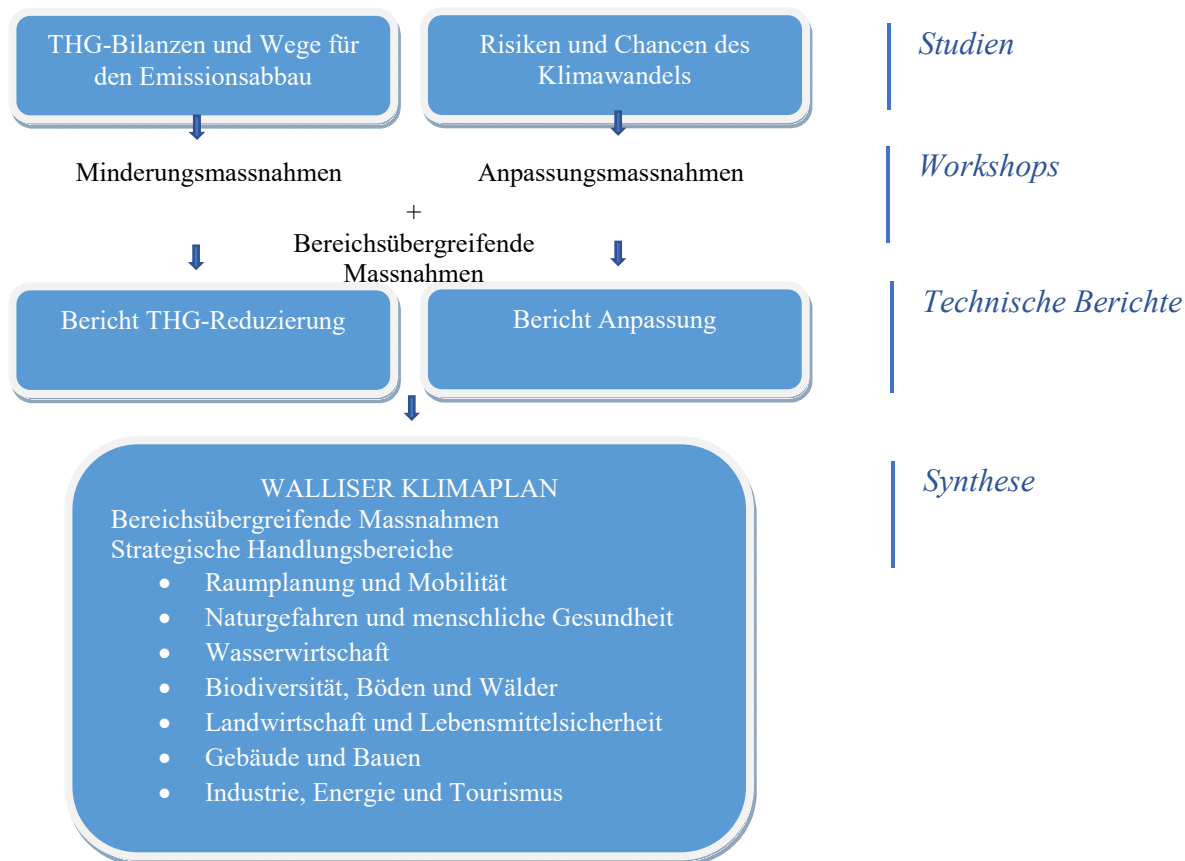 THG-Bilanzen und Wege für
den Emissionsabbau
Risiken und Chancen des
Klimawandels
Studien
Minderungsmassnahmen
Anpassungsmassnahmen
+
Bereichsübergreifende
Massnahmen
Workshops
Bericht THG-Reduzierung
Bericht Anpassung
Technische Berichte
WALLISER KLIMAPLAN
Bereichsübergreifende Massnahmen
Strategische Handlungsbereiche
• Raumplanung und Mobilität
• Naturgefahren und menschliche Gesundheit
• Wasserwirtschaft
• Biodiversität, Böden und Wälder
• Landwirtschaft und Lebensmittelsicherheit
• Gebäude und Bauen
• Industrie, Energie und Tourismus
Synthese